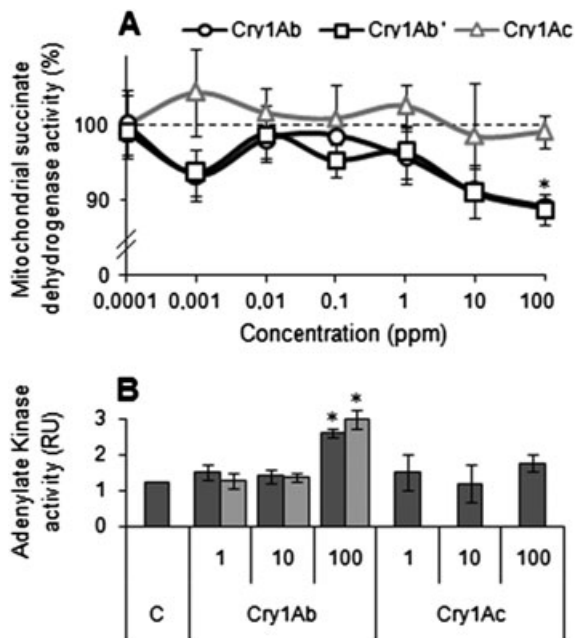 A
Cry1Ab Cry1Ab' Cry1Ac
Mitochondrial succinate
dehydrogenase activity (%)
100
*
90
0
0.0001 0.001 0.01 0.1 1 10 100
Concentration (ppm)
B
Adenylate Kinase
activity (RU)
* *
3
2
1
0
1 10 100 1 10 100
C Cry1Ab Cry1Ac